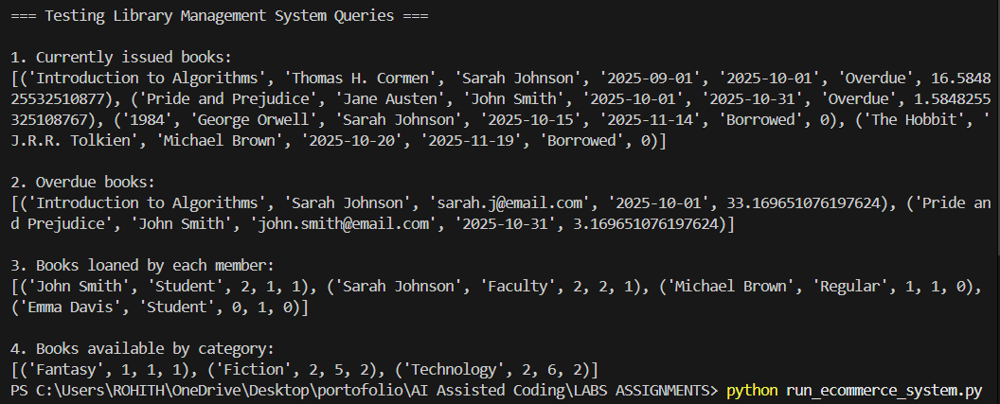 === Testing Library Management System Queries ===
1. Currently issued books:
[('Introduction to Algorithms', 'Thomas H. Cormen', 'Sarah Johnson', '2025-09-01', '2025-10-01', 'Overdue', 16.5848
25532510877), ('Pride and Prejudice', 'Jane Austen', 'John Smith', '2025-10-01', '2025-10-31', 'Overdue', 1.5848255
325108767), ('1984', 'George Orwell', 'Sarah Johnson', '2025-10-15', '2025-11-14', 'Borrowed', 0), ('The Hobbit', '
J.R.R. Tolkien', 'Michael Brown', '2025-10-20', '2025-11-19', 'Borrowed', 0)]
2. Overdue books:
[('Introduction to Algorithms', 'Sarah Johnson', 'sarah.j@email.com', '2025-10-01', 33.169651076197624), ('Pride an
d Prejudice', 'John Smith', 'john.smith@email.com', '2025-10-31', 3.169651076197624)]
3. Books loaned by each member:
[('John Smith', 'Student', 2, 1, 1), ('Sarah Johnson', 'Faculty', 2, 2, 1), ('Michael Brown', 'Regular', 1, 1, 0),
('Emma Davis', 'Student', 0, 1, 0)]
4. Books available by category:
[('Fantasy', 1, 1, 1), ('Fiction', 2, 5, 2), ('Technology', 2, 6, 2)]
PS C:\Users\ROHITH\OneDrive\Desktop\portofolio\AI Assisted Coding\LABS ASSIGNMENTS> python run_ecommerce_system.py